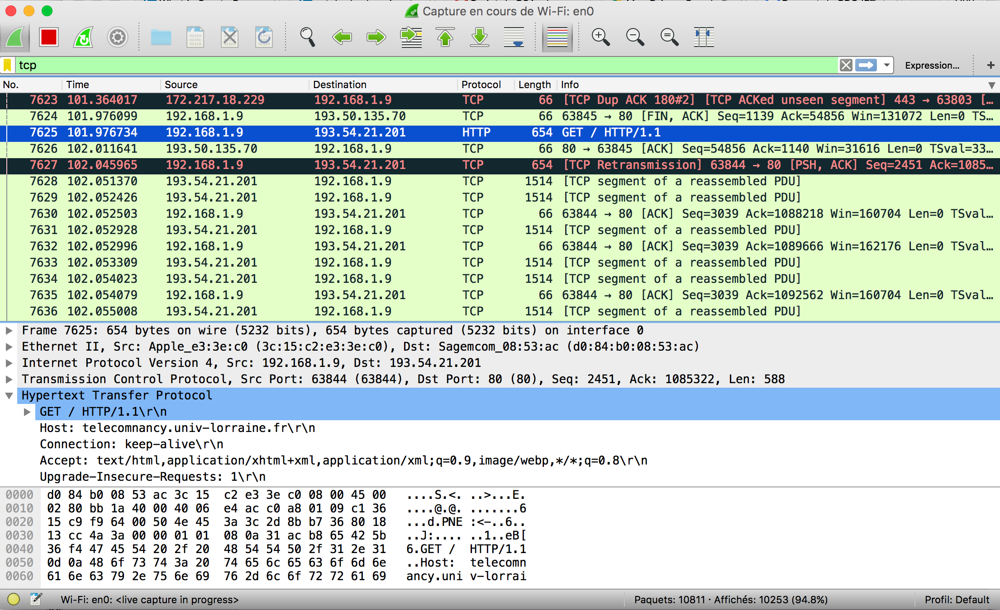 Capture en cours de Wi-Fi: en0
tcp
Expression... +
No. Time Source Destination Protocol Length Info
7623 101.364017 172.217.18.229 192.168.1.9 TCP 66 [TCP Dup ACK 180#2] [TCP ACKed unseen segment] 443 → 63803 […
7624 101.976099 192.168.1.9 193.50.135.70 TCP 66 63845 → 80 [FIN, ACK] Seq=1139 Ack=54856 Win=131072 Len=0 TS…
7625 101.976734 192.168.1.9 193.54.21.201 HTTP 654 GET / HTTP/1.1
7626 102.011641 193.50.135.70 192.168.1.9 TCP 66 80 → 63845 [ACK] Seq=54856 Ack=1140 Win=31616 Len=0 TSval=33…
7627 102.045965 192.168.1.9 193.54.21.201 TCP 654 [TCP Retransmission] 63844 → 80 [PSH, ACK] Seq=2451 Ack=1085…
7628 102.051370 193.54.21.201 192.168.1.9 TCP 1514 [TCP segment of a reassembled PDU]
7629 102.052426 193.54.21.201 192.168.1.9 TCP 1514 [TCP segment of a reassembled PDU]
7630 102.052503 192.168.1.9 193.54.21.201 TCP 66 63844 → 80 [ACK] Seq=3039 Ack=1088218 Win=160704 Len=0 TSval…
7631 102.052928 193.54.21.201 192.168.1.9 TCP 1514 [TCP segment of a reassembled PDU]
7632 102.052996 192.168.1.9 193.54.21.201 TCP 66 63844 → 80 [ACK] Seq=3039 Ack=1089666 Win=162176 Len=0 TSval…
7633 102.053309 193.54.21.201 192.168.1.9 TCP 1514 [TCP segment of a reassembled PDU]
7634 102.054023 193.54.21.201 192.168.1.9 TCP 1514 [TCP segment of a reassembled PDU]
7635 102.054079 192.168.1.9 193.54.21.201 TCP 66 63844 → 80 [ACK] Seq=3039 Ack=1092562 Win=160704 Len=0 TSval…
7636 102.055008 193.54.21.201 192.168.1.9 TCP 1514 [TCP segment of a reassembled PDU]
Frame 7625: 654 bytes on wire (5232 bits), 654 bytes captured (5232 bits) on interface 0
Ethernet II, Src: Apple_e3:3e:c0 (3c:15:c2:e3:3e:c0), Dst: Sagemcom_08:53:ac (d0:84:b0:08:53:ac)
Internet Protocol Version 4, Src: 192.168.1.9, Dst: 193.54.21.201
Transmission Control Protocol, Src Port: 63844 (63844), Dst Port: 80 (80), Seq: 2451, Ack: 1085322, Len: 588
Hypertext Transfer Protocol
GET / HTTP/1.1\r\n
Host: telecomnancy.univ-lorraine.fr\r\n
Connection: keep-alive\r\n
Accept: text/html,application/xhtml+xml,application/xml;q=0.9,image/webp,*/*;q=0.8\r\n
Upgrade-Insecure-Requests: 1\r\n
0000 d0 84 b0 08 53 ac 3c 15 c2 e3 3e c0 08 00 45 00 ....S.<. ..>...E.
0010 02 80 bb 1a 40 00 40 06 e4 ac c0 a8 01 09 c1 36 ....@.@. .......6
0020 15 c9 f9 64 00 50 4e 45 3a 3c 2d 8b b7 36 80 18 ...d.PNE :<-..6..
0030 13 cc 4a 3a 00 00 01 01 08 0a 31 ac b8 65 42 5b ..J:.... ..1..eB[
0040 36 f4 47 45 54 20 2f 20 48 54 54 50 2f 31 2e 31 6.GET / HTTP/1.1
0050 0d 0a 48 6f 73 74 3a 20 74 65 6c 65 63 6f 6d 6e ..Host: telecomn
0060 61 6e 63 79 2e 75 6e 69 76 2d 6c 6f 72 72 61 69 ancy.uni v-lorrai
Wi-Fi: en0: <live capture in progress> Paquets: 10811 · Affichés: 10253 (94.8%) Profil: Default